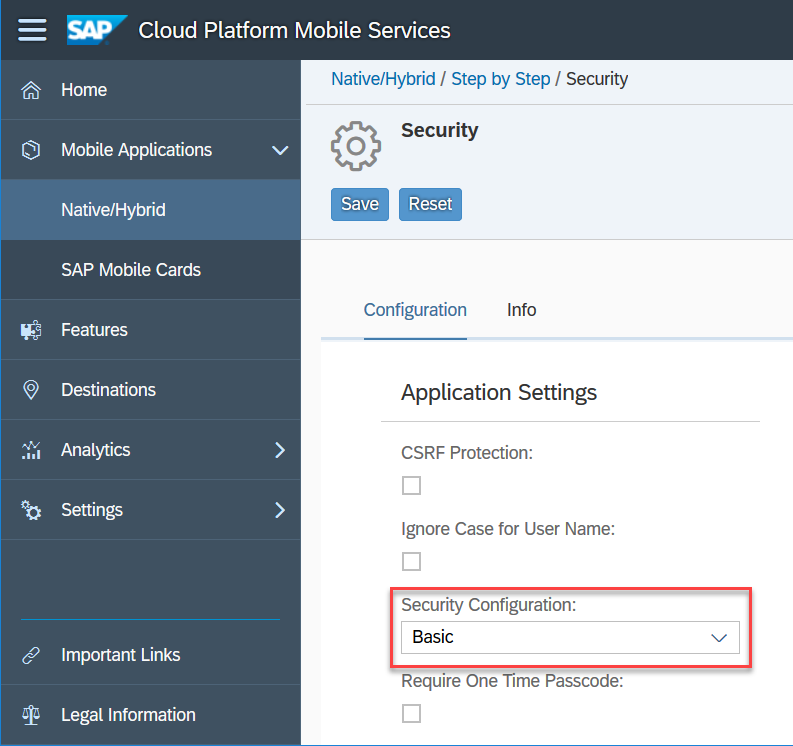 SAP Cloud Platform Mobile Services
Home
Mobile Applications
Native/Hybrid
SAP Mobile Cards
Features
Destinations
Analytics
Settings
Important Links
Legal Information
Native/Hybrid / Step by Step / Security
Security
Save Reset
Configuration Info
Application Settings
CSRF Protection:
Ignore Case for User Name:
Security Configuration:
Basic
Require One Time Passcode: